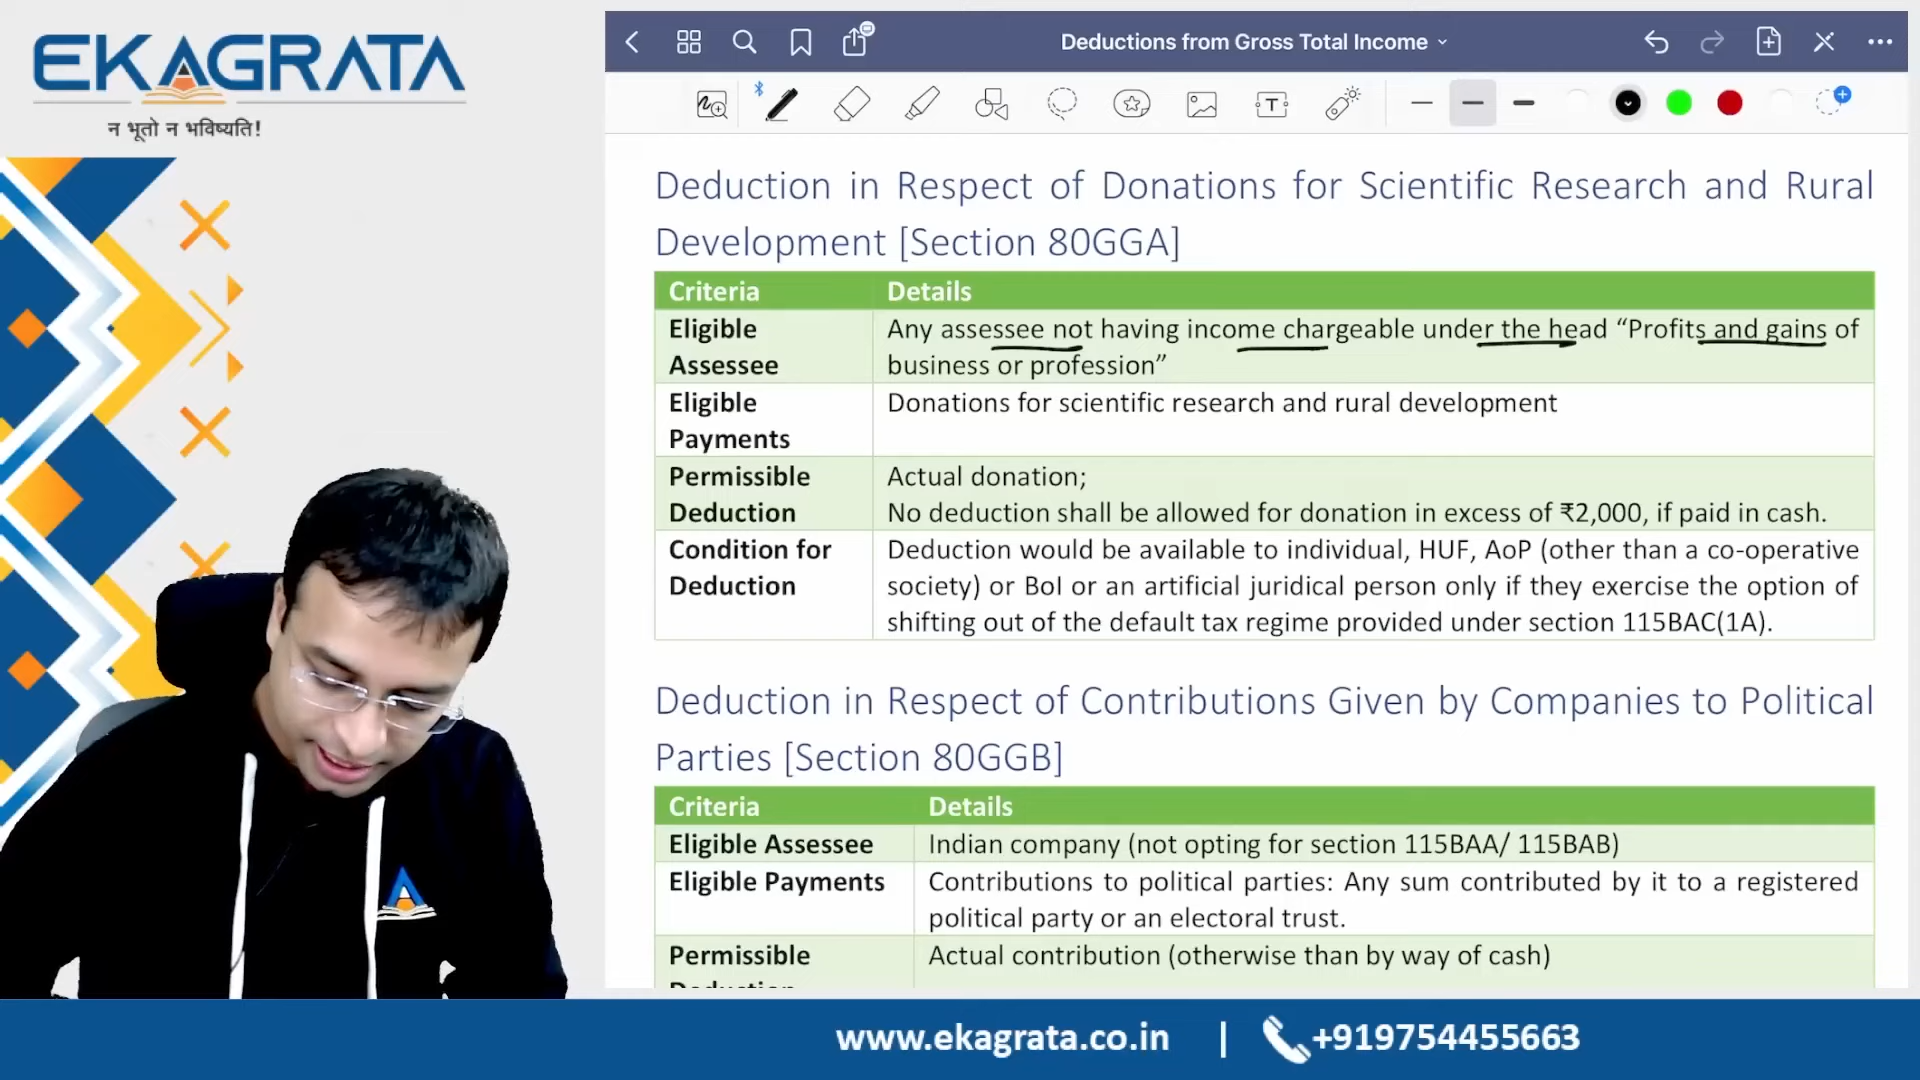 EKAGRATA
न भूतो न भविष्यति!
Deductions from Gross Total Income
T
Deduction in Respect of Donations for Scientific Research and Rural
Development [Section 80GGA]
Criteria Details
Eligible Assessee Any assessee not having income chargeable under the head “Profits and gains of
business or profession”
Eligible Payments Donations for scientific research and rural development
Permissible Deduction Actual donation;
No deduction shall be allowed for donation in excess of ₹2,000, if paid in cash.
Condition for Deduction Deduction would be available to individual, HUF, AoP (other than a co-operative
society) or BoI or an artificial juridical person only if they exercise the option of
shifting out of the default tax regime provided under section 115BAC(1A).
Deduction in Respect of Contributions Given by Companies to Political
Parties [Section 80GGB]
Criteria Details
Eligible Assessee Indian company (not opting for section 115BAA/ 115BAB)
Eligible Payments Contributions to political parties: Any sum contributed by it to a registered
political party or an electoral trust.
Permissible Actual contribution (otherwise than by way of cash)
www.ekagrata.co.in | +919754455663